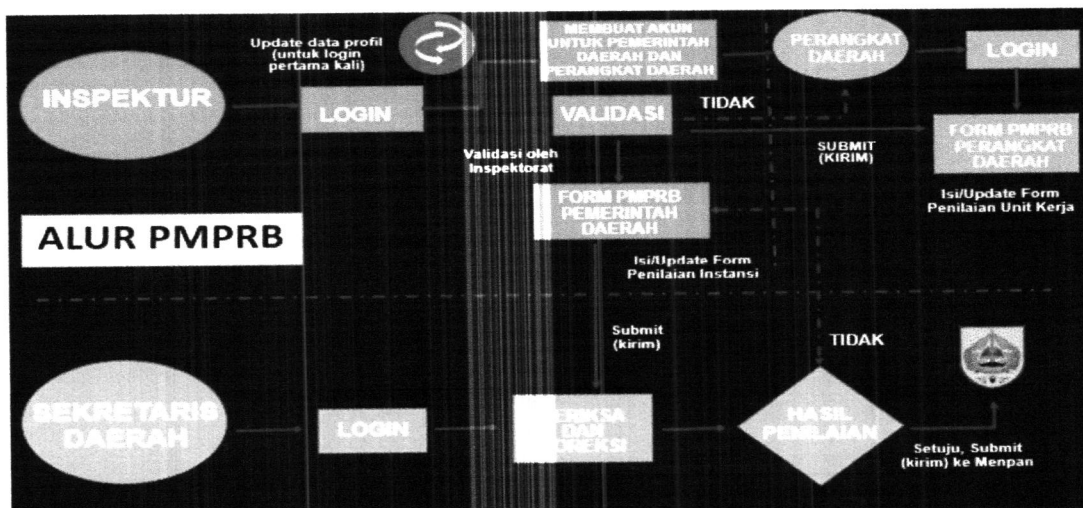 Update data profil
(untuk login
pertama kali)
MEMBUAT AKUN
UNTUK PEMERINTAH
DAERAH DAN
PERANGKAT DAERAH
PERANGKAT
DAERAH
LOGIN
INSPEKTUR
LOGIN
VALIDASI
TIDAK
SUBMIT
(KIRIM)
FORM PMPRB
PERANGKAT
DAERAH
Validasi oleh
Inspektorat
Isi/Update Form
Penilaian Unit Kerja
FORM PMPRB
PEMERINTAH
DAERAH
ALUR PMPRB
Isi/Update Form
Penilaian Instansi
Submit
(kirim)
TIDAK
SEKRETARIS
DAERAH
LOGIN
ERIKSA
DAN
OREKSI
HASIL
PENILAIAN
Setuju, Submit
(kirim) ke Menpan